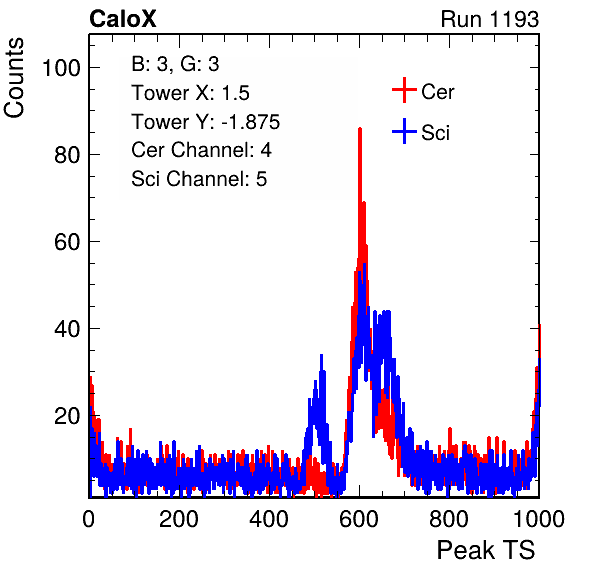 CaloX Run 1193
Counts
B: 3, G: 3
Tower X: 1.5
Tower Y: -1.875
Cer Channel: 4
Sci Channel: 5
Cer
Sci
100
80
60
40
20
0 200 400 600 800 1000
Peak TS